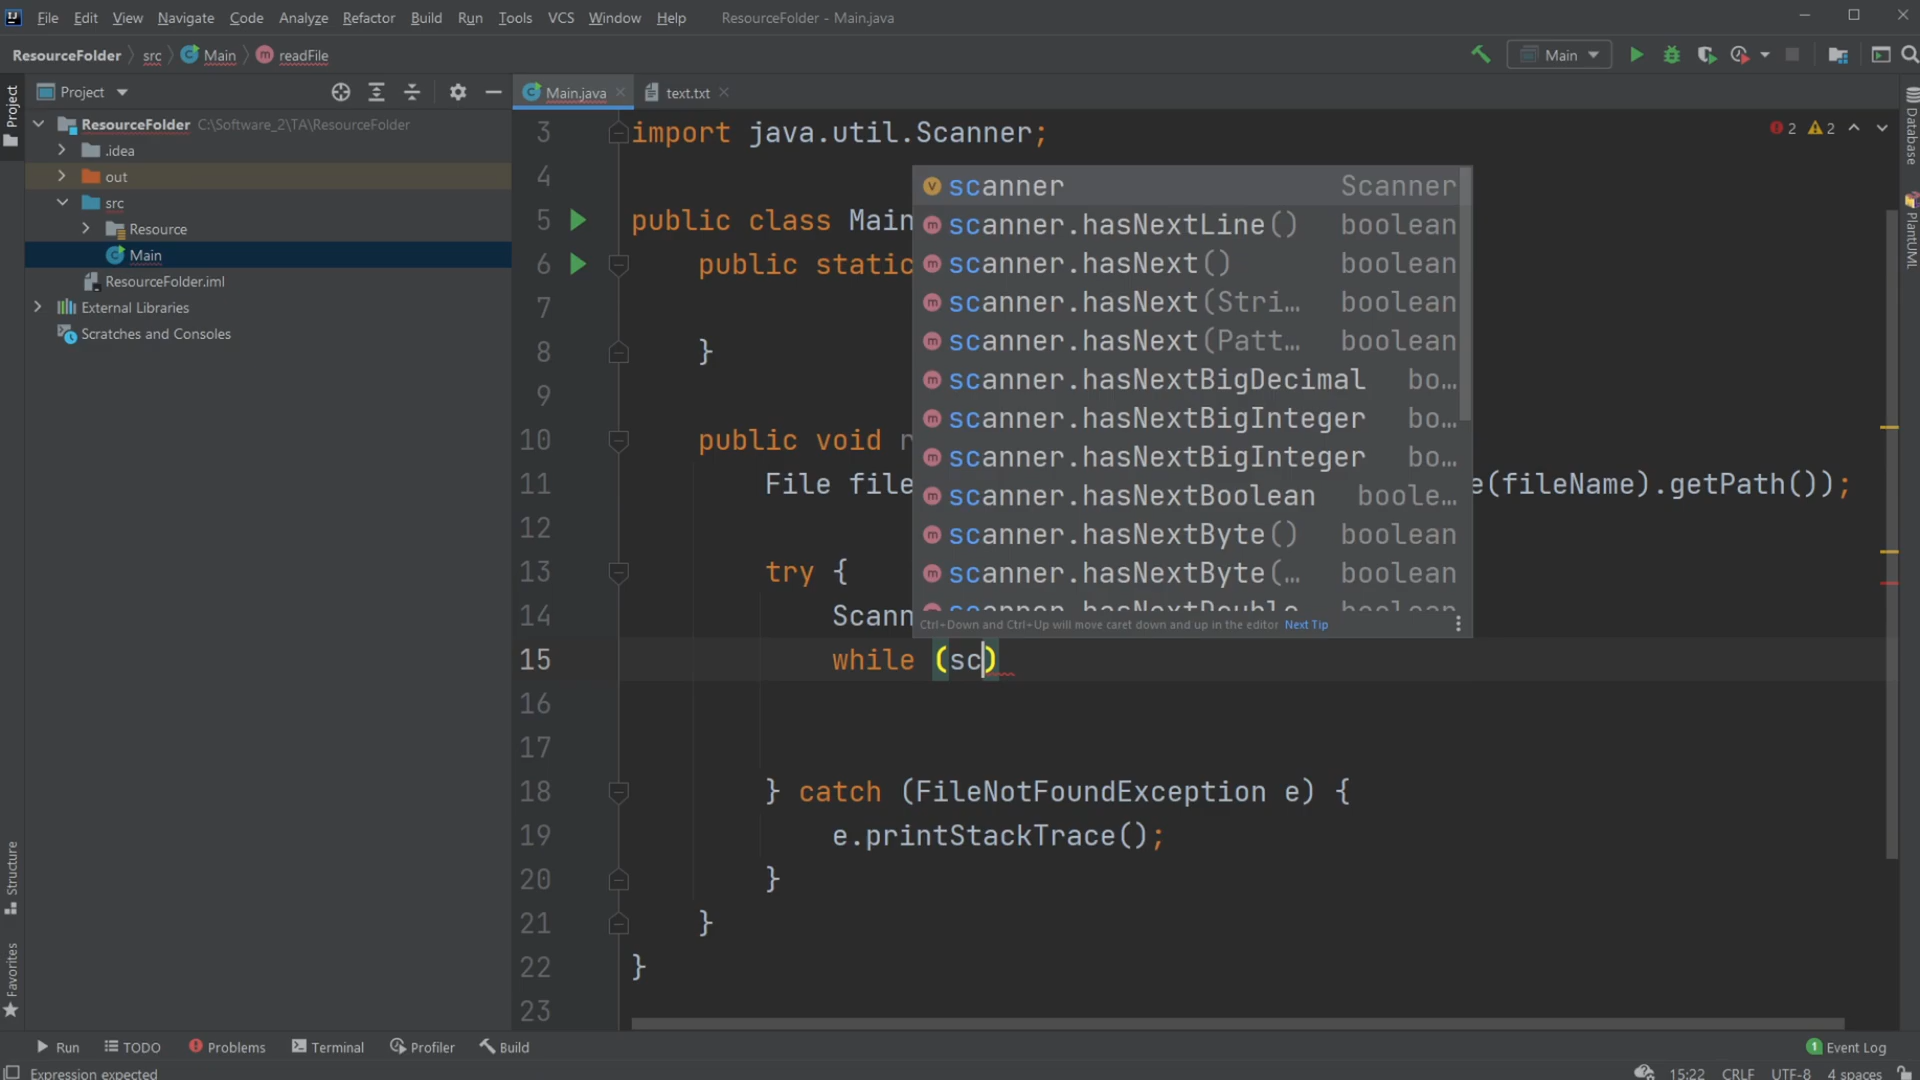 File Edit View Navigate Code Analyze Refactor Build Run Tools VCS Window Help ResourceFolder - Main.java
ResourceFolder src Main readFile Main
Project
Main.java text.txt
Project
ResourceFolder C:\Software_2\TA\ResourceFolder
.idea
out
src
Resource
Main
ResourceFolder.iml
External Libraries
Scratches and Consoles
Structure
Favorites
2 2
3 import java.util.Scanner;
4
5 public class Main
6 public static
7
8 }
9
10 public void
11 File file e(fileName).getPath());
12
13 try {
14 Scann
15 while (sc)
16
17
18 } catch (FileNotFoundException e) {
19 e.printStackTrace();
20 }
21 }
22 }
23
scanner Scanner
scanner.hasNextLine() boolean
scanner.hasNext() boolean
scanner.hasNext(Stri… boolean
scanner.hasNext(Patt… boolean
scanner.hasNextBigDecimal bo…
scanner.hasNextBigInteger bo…
scanner.hasNextBigInteger bo…
scanner.hasNextBoolean boole…
scanner.hasNextByte() boolean
scanner.hasNextByte(… boolean
scanner.hasNextDouble boolean
Ctrl+Down and Ctrl+Up will move caret down and up in the editor Next Tip
Database
PlantUML
Run TODO Problems Terminal Profiler Build 1 Event Log
Expression expected 15:22 CRLF UTF-8 4 spaces